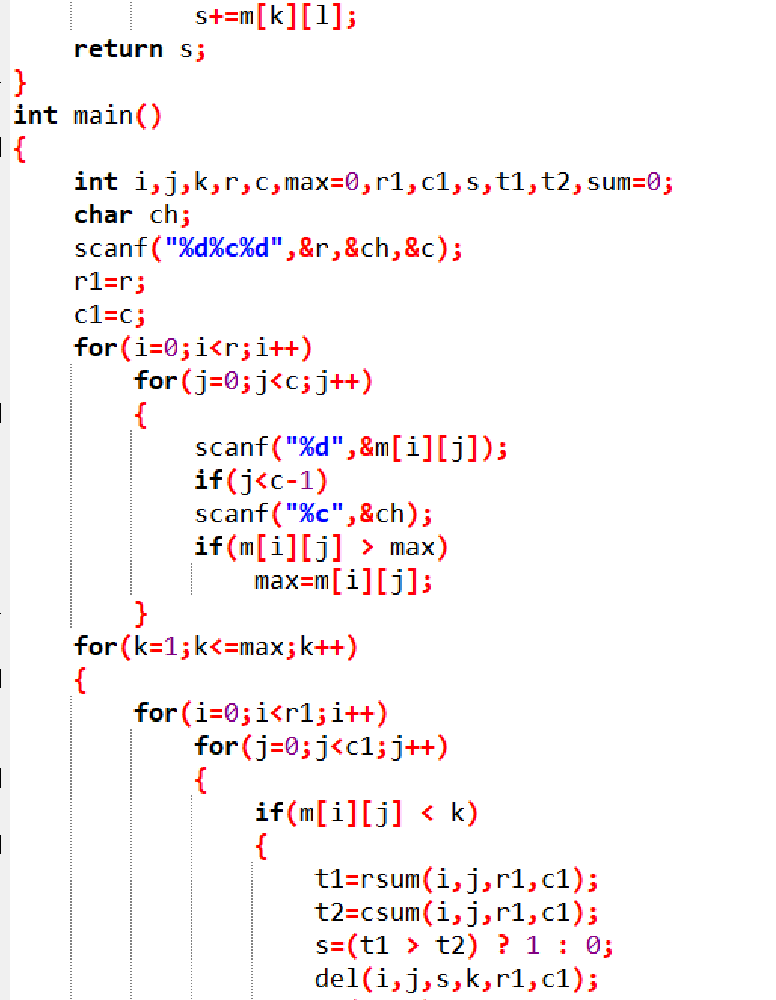 s+=m[k][l];
return s;
}
int main()
{
int i,j,k,r,c,max=0,r1,c1,s,t1,t2,sum=0;
char ch;
scanf("%d%c%d",&r,&ch,&c);
r1=r;
c1=c;
for(i=0;i<r;i++)
for(j=0;j<c;j++)
{
scanf("%d",&m[i][j]);
if(j<c-1)
scanf("%c",&ch);
if(m[i][j] > max)
max=m[i][j];
}
for(k=1;k<=max;k++)
{
for(i=0;i<r1;i++)
for(j=0;j<c1;j++)
{
if(m[i][j] < k)
{
t1=rsum(i,j,r1,c1);
t2=csum(i,j,r1,c1);
s=(t1 > t2) ? 1 : 0;
del(i,j,s,k,r1,c1);